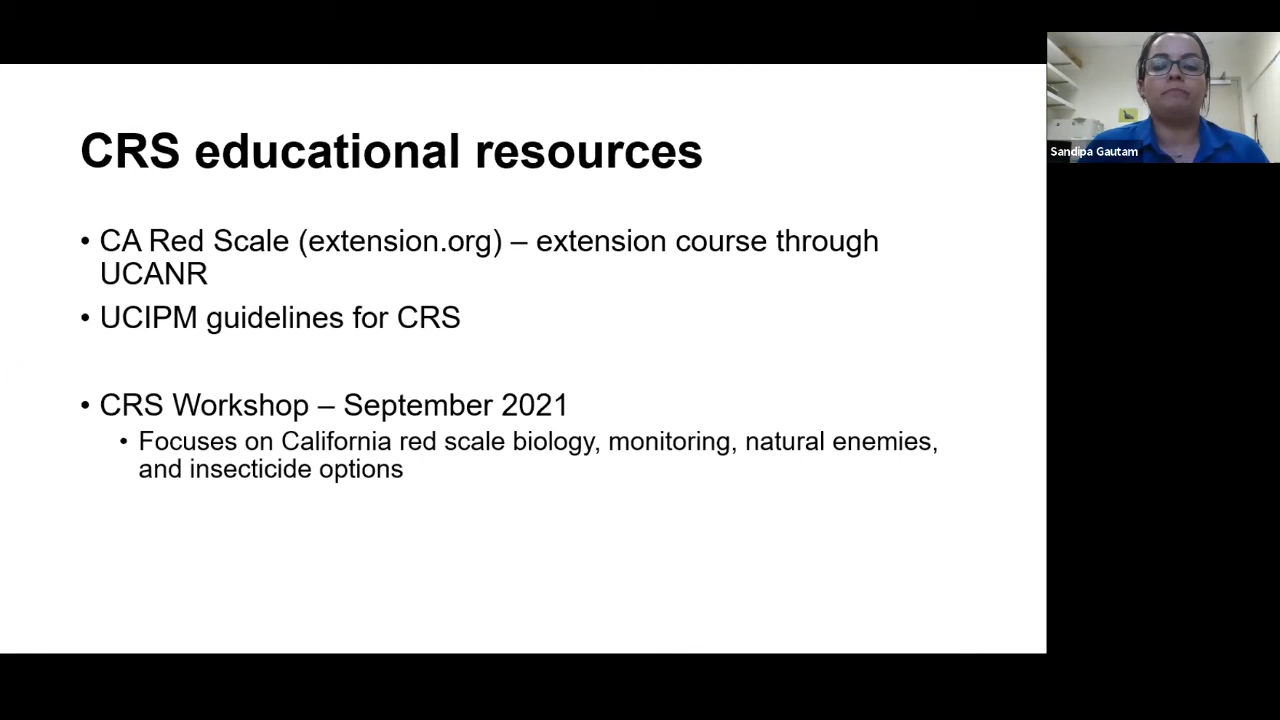 CRS educational resources
• CA Red Scale (extension.org) – extension course through
UCANR
• UCIPM guidelines for CRS
• CRS Workshop – September 2021
• Focuses on California red scale biology, monitoring, natural enemies,
and insecticide options
Sandipa Gautam